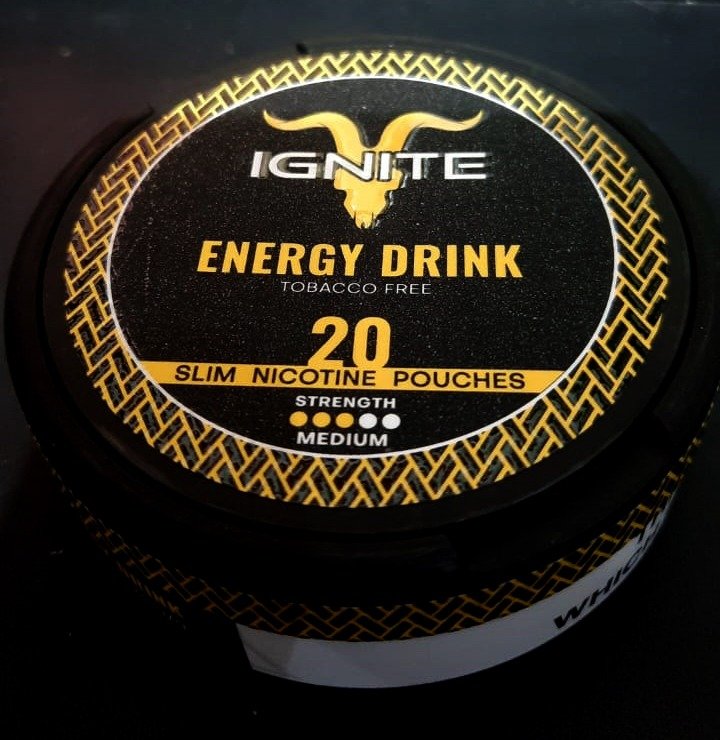 IGNITE
ENERGY DRINK
TOBACCO FREE
20
SLIM NICOTINE POUCHES
STRENGTH
MEDIUM